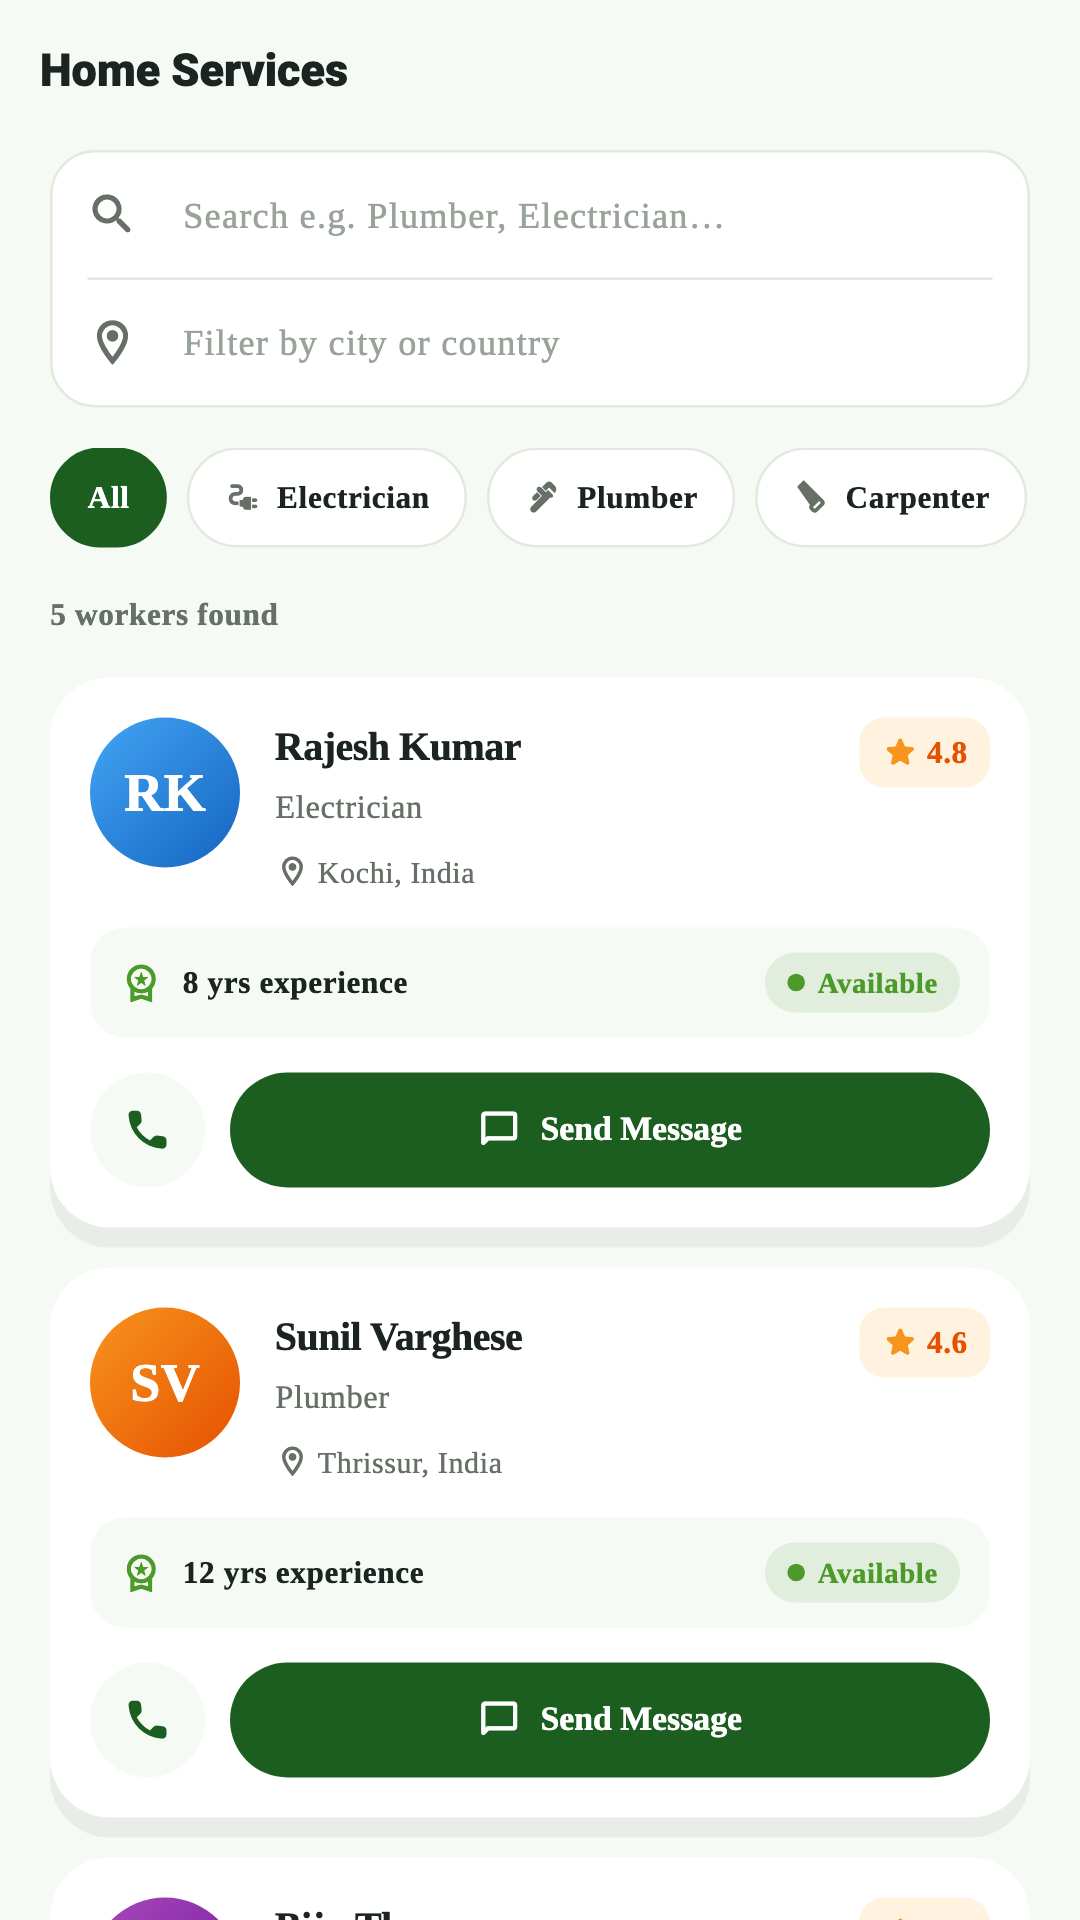 Home Services
Search e.g. Plumber, Electrician...
Filter by city or country
All
Electrician
Plumber
Carpenter
5 workers found
RK
Rajesh Kumar
4.8
Electrician
Kochi, India
8 yrs experience
Available
Send Message
SV
Sunil Varghese
4.6
Plumber
Thrissur, India
12 yrs experience
Available
Send Message